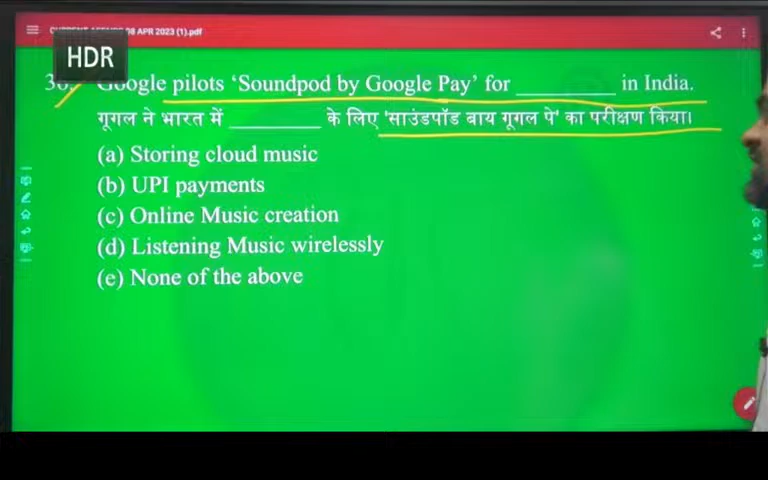 08 APR 2023 (1).pdf
HDR
Google pilots ‘Soundpod by Google Pay’ for __________ in India.
गूगल ने भारत में __________ के लिए 'साउंडपॉड बाय गूगल पे' का परीक्षण किया।
(a) Storing cloud music
(b) UPI payments
(c) Online Music creation
(d) Listening Music wirelessly
(e) None of the above